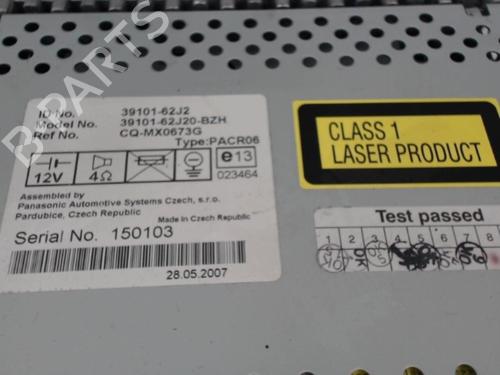 B-PARTS
ID No. 39101-62J2
Model No. 39101-62J20-BZH
Ref No. CQ-MX0673G
Type:PACR06
12V 4Ω e13
023464
Assembled by
Panasonic Automotive Systems Czech, s.r.o.
Pardubice, Czech Republic
Made in Czech Republic
Serial No. 150103
28.05.2007
CLASS 1
LASER PRODUCT
Test passed
2 3 4 5 6 7 8
OK OK